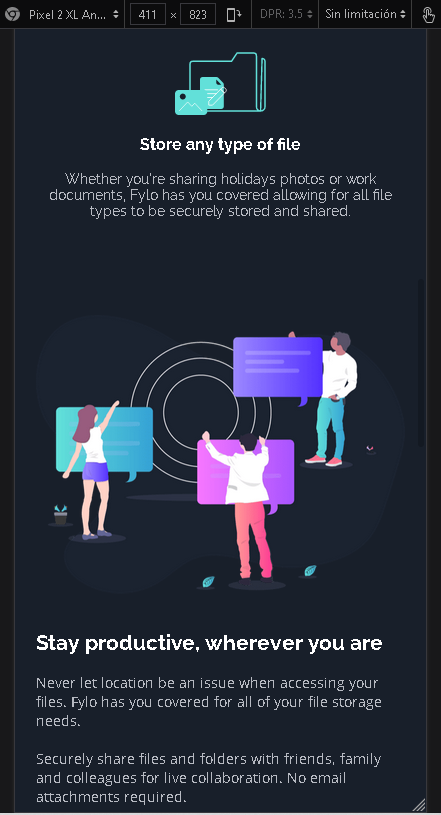 Pixel 2 XL An...
411 × 823
DPR: 3.5
Sin limitación
Store any type of file
Whether you're sharing holidays photos or work
documents, Fylo has you covered allowing for all file
types to be securely stored and shared.
Stay productive, wherever you are
Never let location be an issue when accessing your
files. Fylo has you covered for all of your file storage
needs.
Securely share files and folders with friends, family
and colleagues for live collaboration. No email
attachments required.